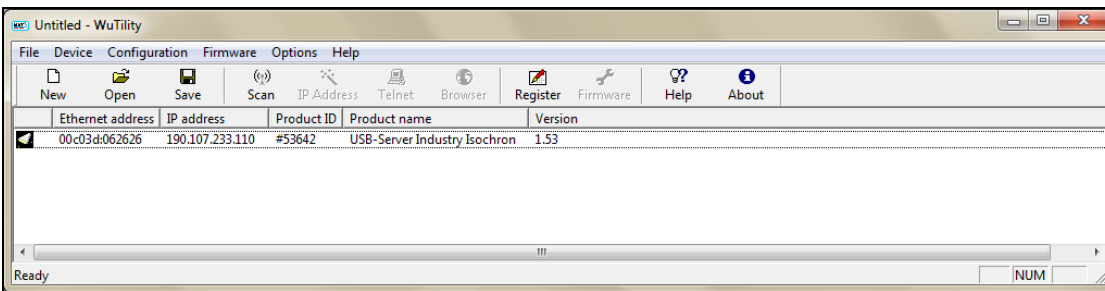 Untitled - WuTility
File Device Configuration Firmware Options Help
New Open Save Scan IP Address Telnet Browser Register Firmware Help About
Ethernet address IP address Product ID Product name Version
00c03d:062626 190.107.233.110 #53642 USB-Server Industry Isochron 1.53
Ready NUM